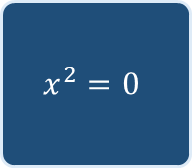 x² = 0